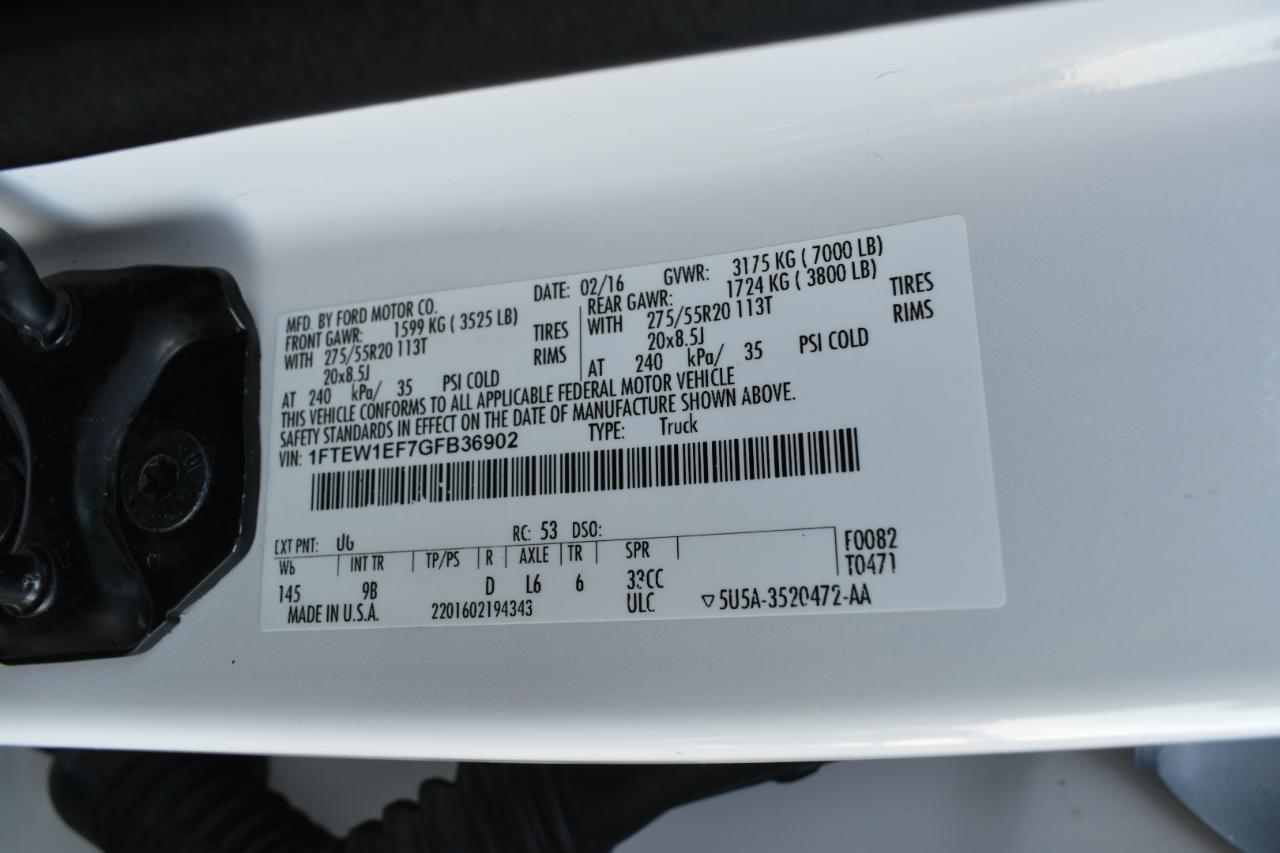 MFD. BY FORD MOTOR CO. DATE: 02/16 GVWR: 3175 KG ( 7000 LB)
FRONT GAWR: 1599 KG ( 3525 LB) REAR GAWR: 1724 KG ( 3800 LB)
WITH 275/55R20 113T TIRES WITH 275/55R20 113T TIRES
20x8.5J RIMS 20x8.5J RIMS
AT 240 kPa/ 35 PSI COLD AT 240 kPa/ 35 PSI COLD
THIS VEHICLE CONFORMS TO ALL APPLICABLE FEDERAL MOTOR VEHICLE
SAFETY STANDARDS IN EFFECT ON THE DATE OF MANUFACTURE SHOWN ABOVE.
VIN: 1FTEW1EF7GFB36902 TYPE: Truck
EXT PNT: UG RC: 53 DSO:
Wb INT TR TP/PS R AXLE TR SPR F0082
145 9B D L6 6 33CC T0471
MADE IN U.S.A. 2201602194343 ULC ▽5U5A-3520472-AA